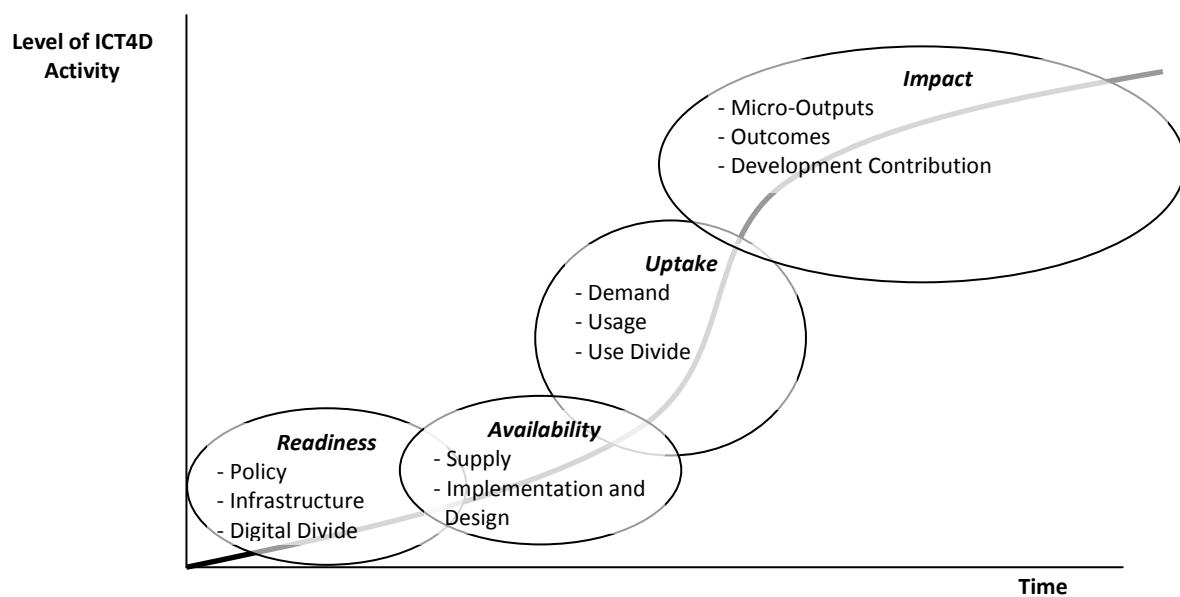 Level of ICT4D
Activity
Impact
- Micro-Outputs
- Outcomes
- Development Contribution
Uptake
- Demand
- Usage
- Use Divide
Readiness
- Policy
- Infrastructure
- Digital Divide
Availability
- Supply
- Implementation and
Design
Time